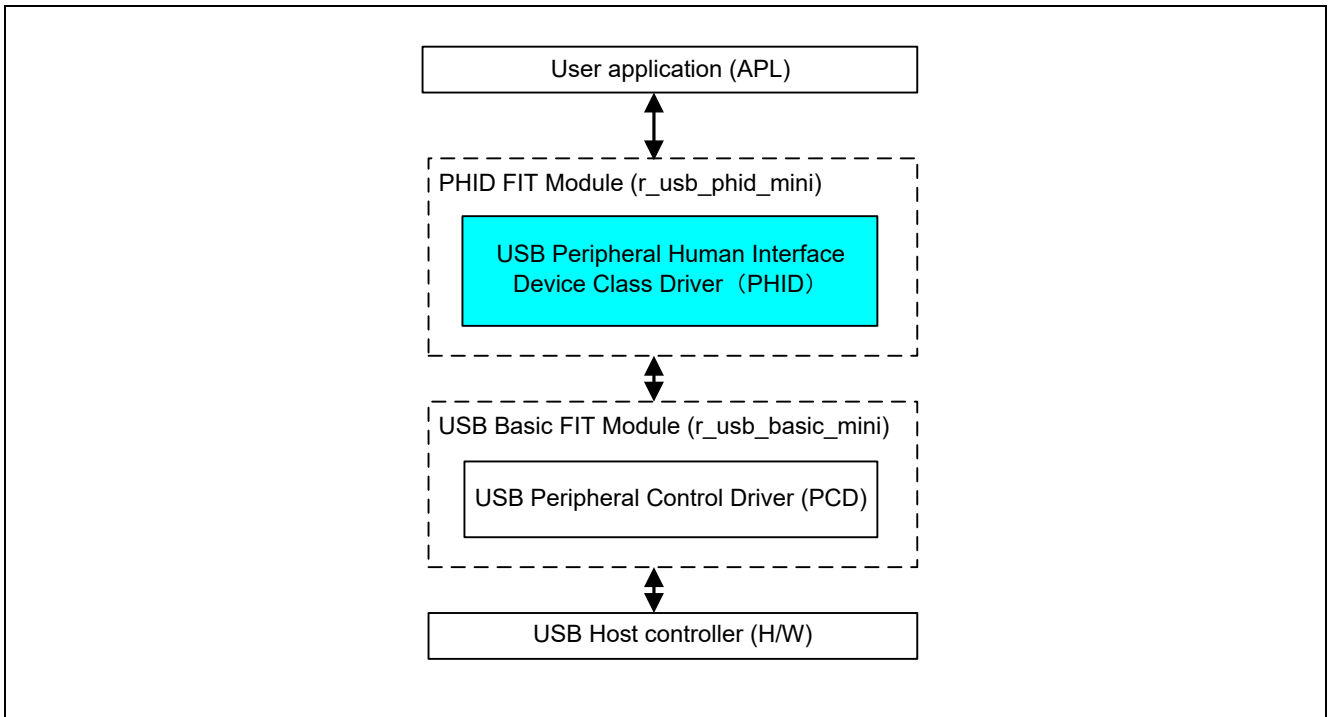 User application (APL)
PHID FIT Module (r_usb_phid_mini)
USB Peripheral Human Interface
Device Class Driver（PHID）
USB Basic FIT Module (r_usb_basic_mini)
USB Peripheral Control Driver (PCD)
USB Host controller (H/W)